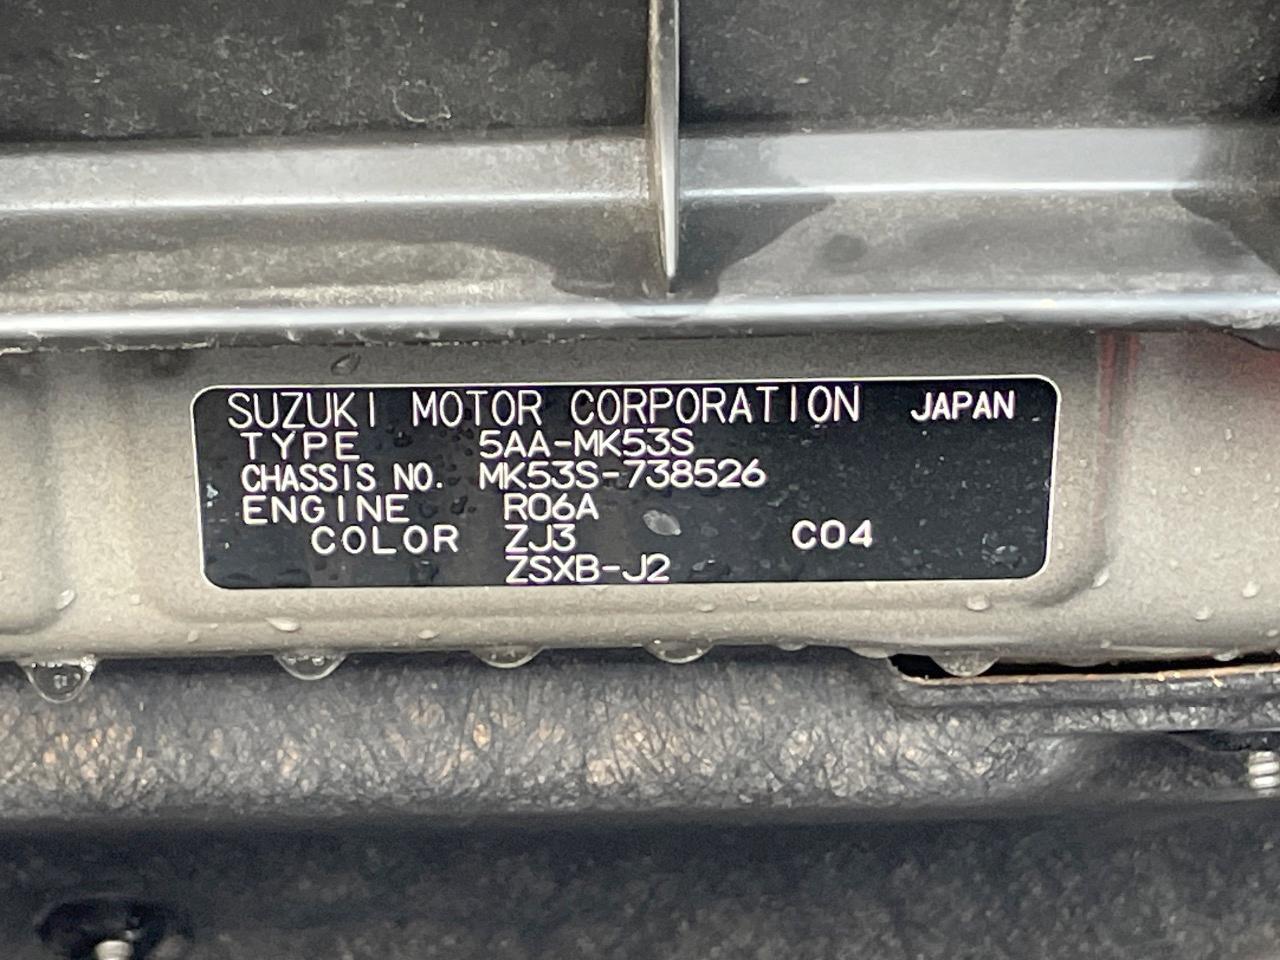 SUZUKI MOTOR CORPORATION JAPAN
TYPE 5AA-MK53S
CHASSIS NO. MK53S-738526
ENGINE R06A
COLOR ZJ3 C04
ZSXB-J2